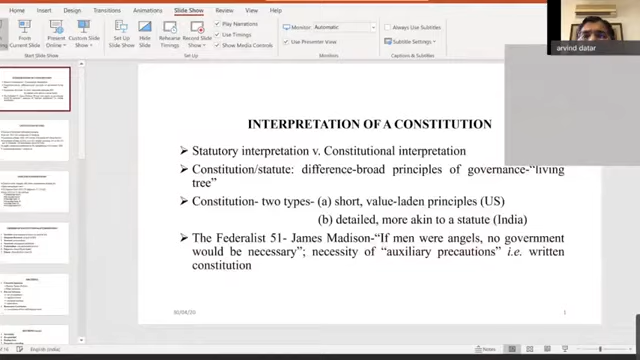 Home Insert Design Transitions Animations Slide Show
From Current Slide
Present Online
Custom Slide Show
Set Up Slide Show
Hide Slide
Rehearse Timings
Record Slide Show
Play Narrations
Use Timings
Show Media Controls
Monitor: Automatic
Use Presenter View
Always Use Subtitles
Subtitle Settings
Start Slide Show
Set Up
Monitors
Captions & Subtitles
arvind datar
INTERPRETATION OF A CONSTITUTION
➤ Statutory interpretation v. Constitutional interpretation
➤ Constitution/statute: difference-broad principles of governance-“living
tree”
➤ Constitution- two types- (a) short, value-laden principles (US)
(b) detailed, more akin to a statute (India)
➤ The Federalist 51- James Madison-“If men were angels, no government
would be necessary”; necessity of “auxiliary precautions” i.e. written
constitution
1
English (India)
Notes